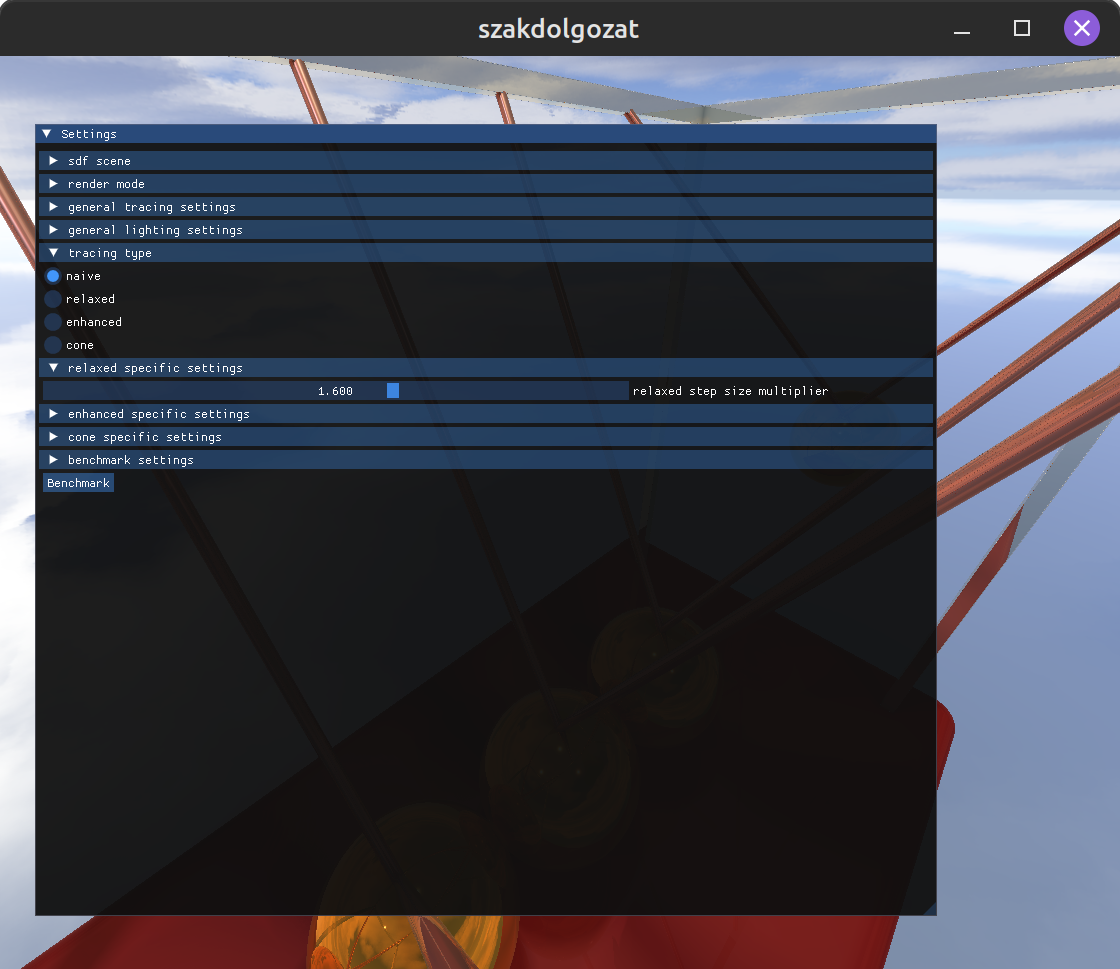 szakdolgozat
Settings
sdf scene
render mode
general tracing settings
general lighting settings
tracing type
naive
relaxed
enhanced
cone
relaxed specific settings
1.600 relaxed step size multiplier
enhanced specific settings
cone specific settings
benchmark settings
Benchmark